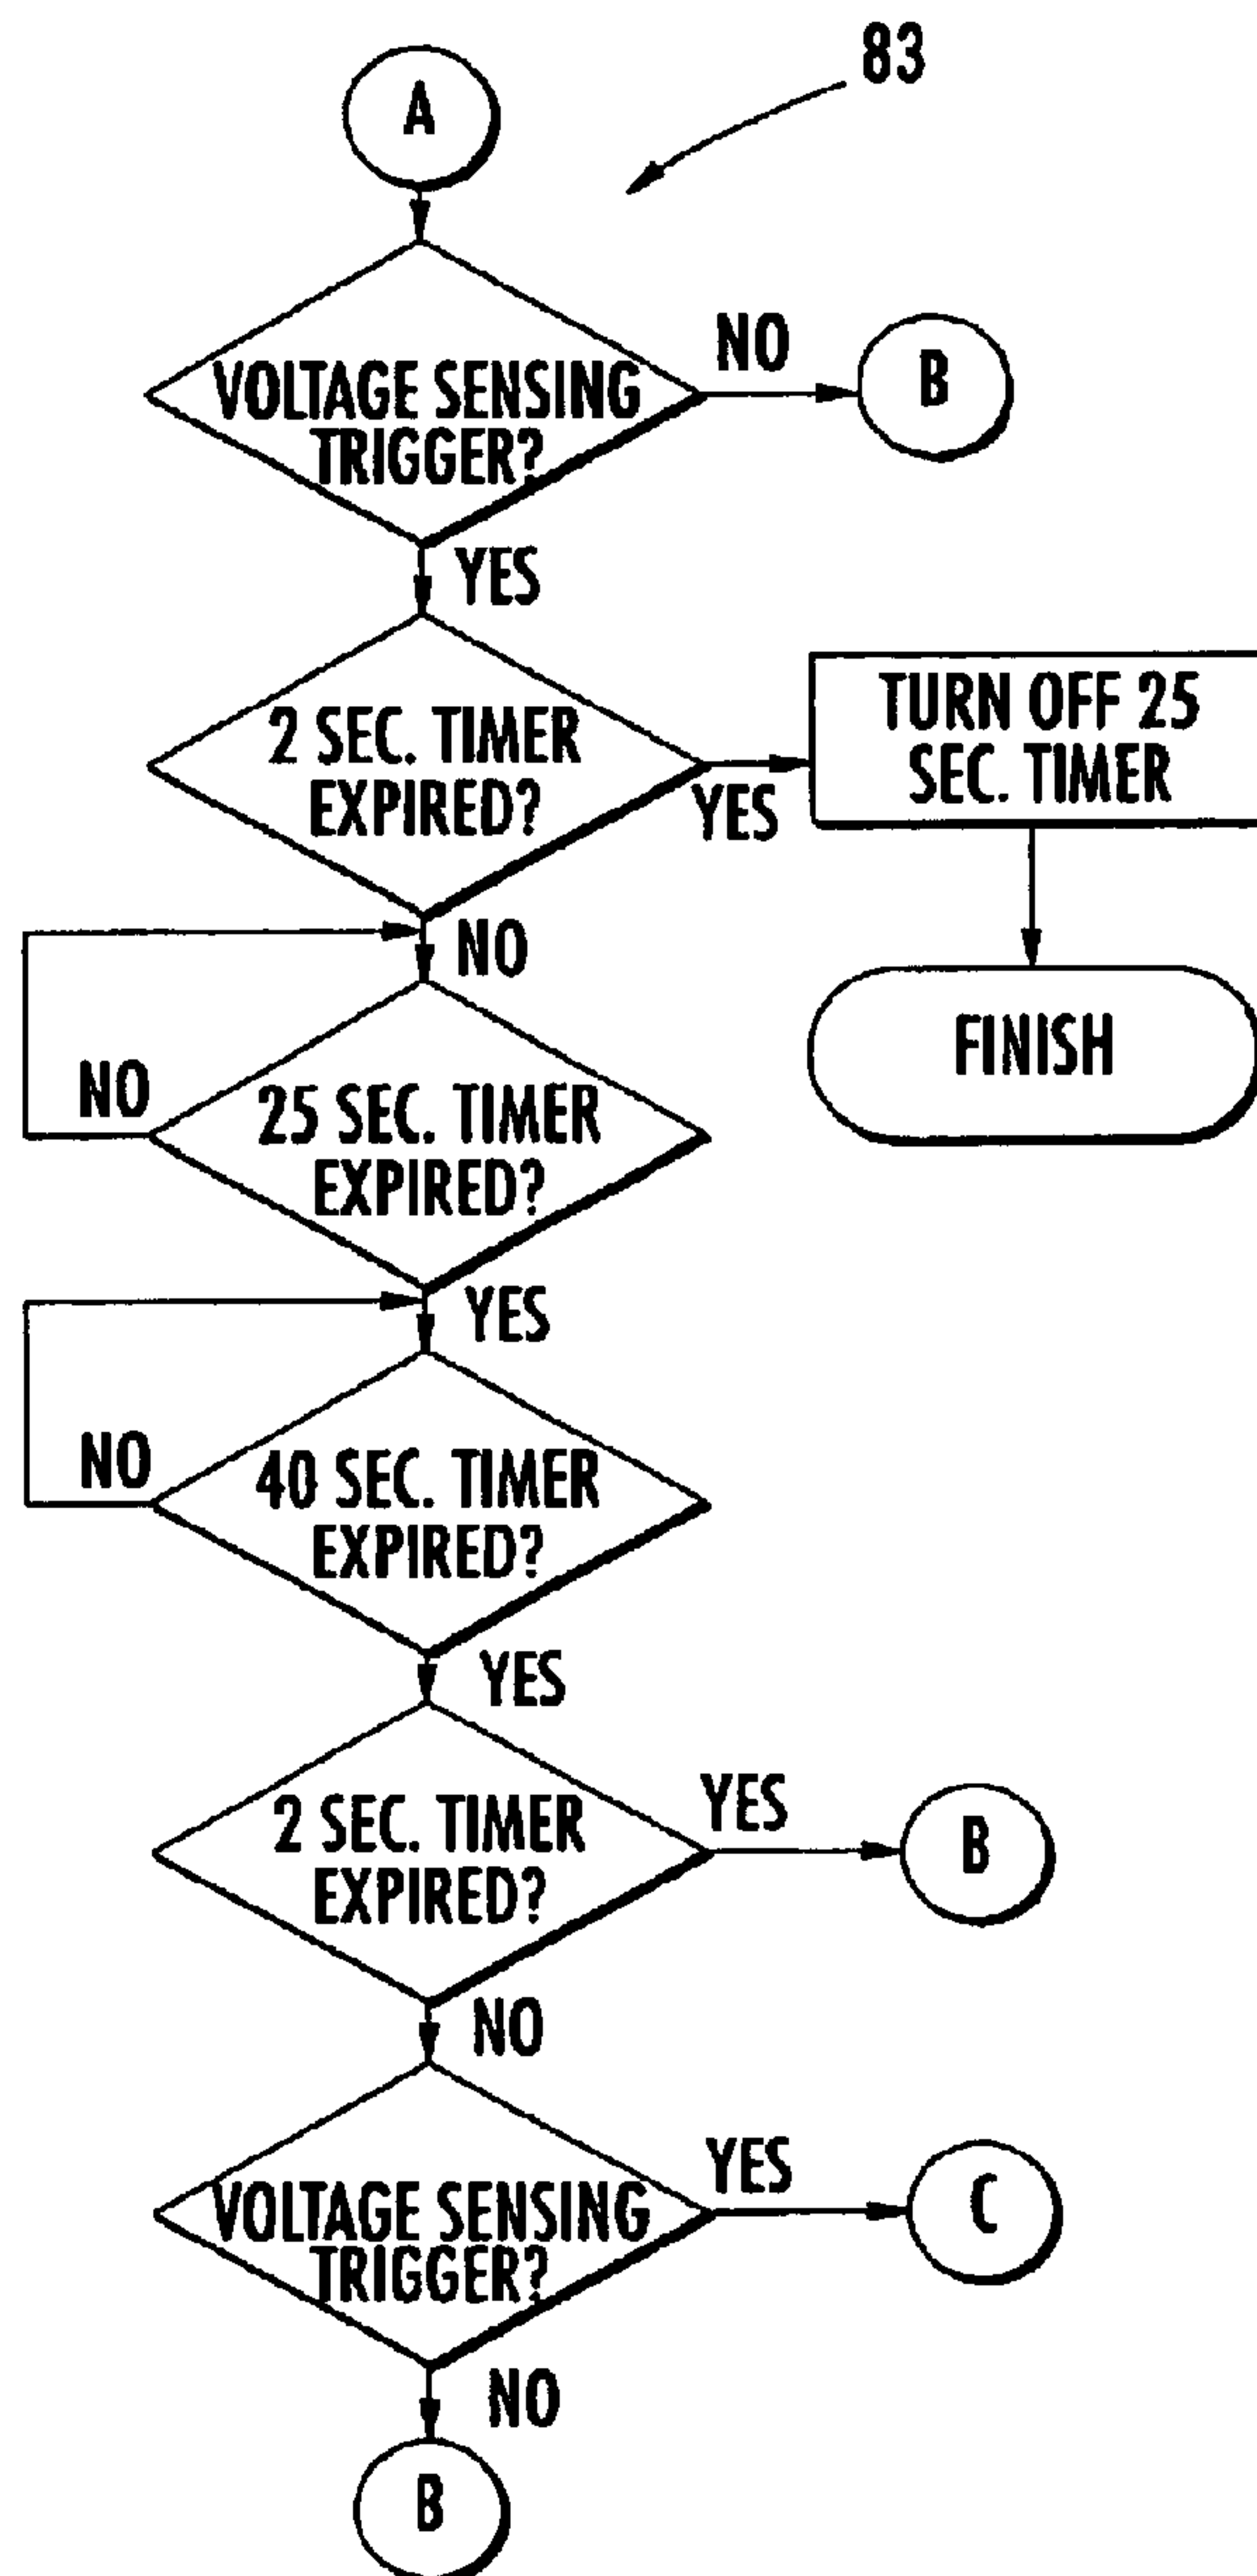 83
A
VOLTAGE SENSING
TRIGGER?
NO
B
YES
2 SEC. TIMER
EXPIRED?
YES
TURN OFF 25
SEC. TIMER
FINISH
NO
25 SEC. TIMER
EXPIRED?
NO
YES
40 SEC. TIMER
EXPIRED?
NO
YES
2 SEC. TIMER
EXPIRED?
YES
B
NO
VOLTAGE SENSING
TRIGGER?
YES
C
NO
B